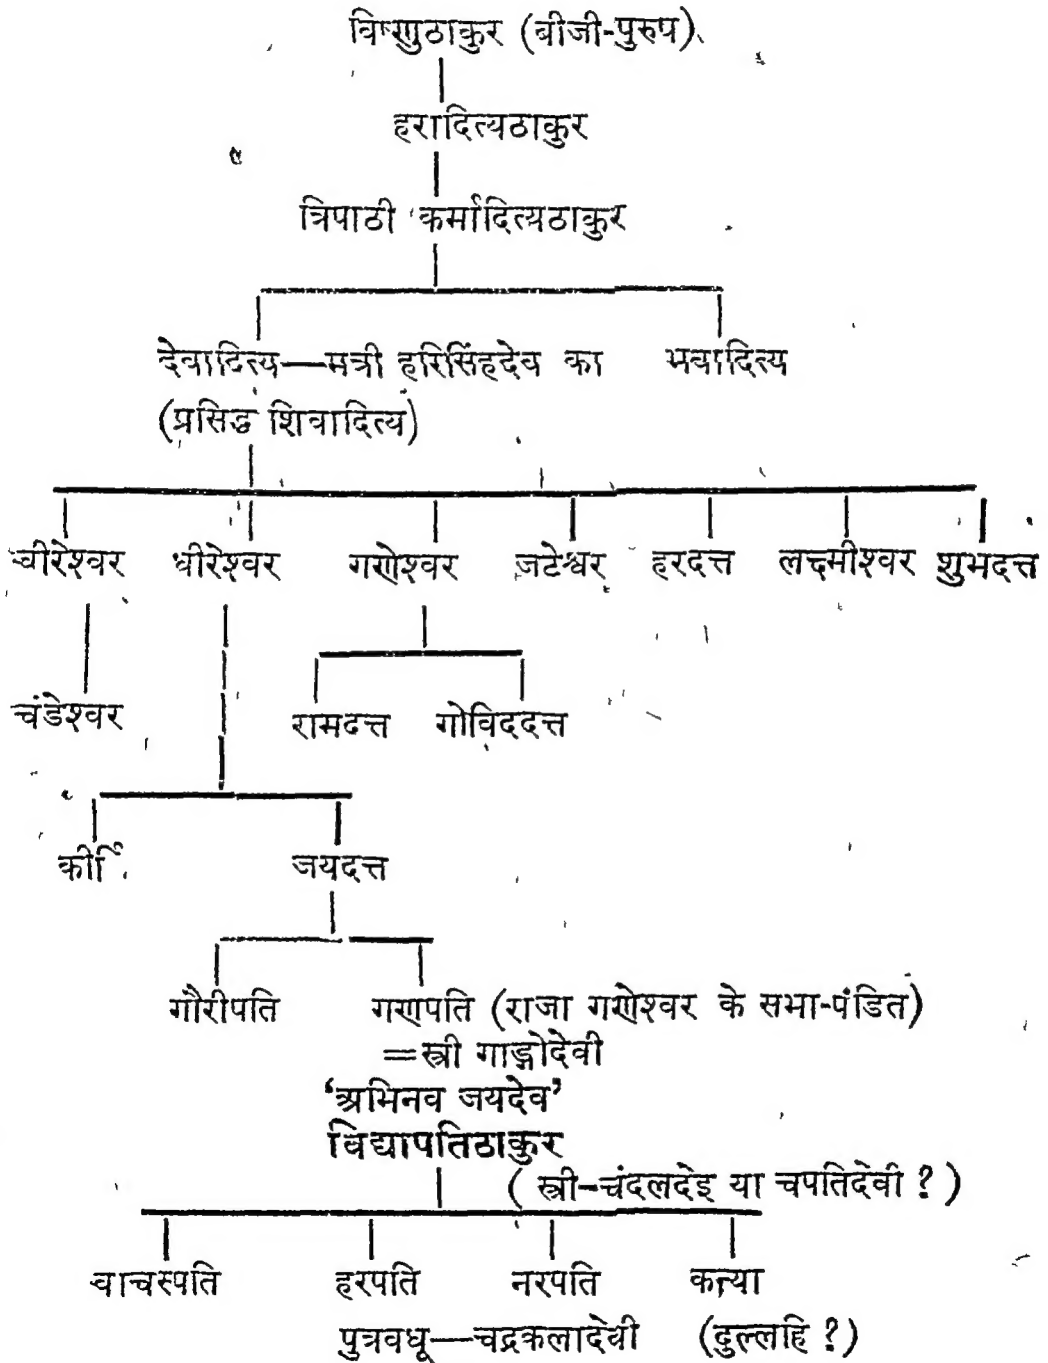 विष्णुठाकुर (बीजी-पुरुष)
हरादित्यठाकुर
त्रिपाठी कर्मादित्यठाकुर
देवादित्य—मत्री हरिसिंहदेव का भवादित्य
(प्रसिद्ध शिवादित्य)
वीरेश्वर धीरेश्वर गणेश्वर जटेश्वर हरदत्त लक्ष्मीश्वर शुभदत्त
चंडेश्वर रामदत्त गोविददत्त
जयदत्त
गौरीपति गणपति (राजा गणेश्वर के सभा-पंडित)
=स्त्री गाङ्गोदेवी
‘अभिनव जयदेव’
विद्यापतिठाकुर
(स्त्री-चंदलदेइ या चपतिदेवी ?)
वाचस्पति हरपति नरपति कन्या
पुत्रवधू—चद्रकलादेवी (दुल्लहि ?)